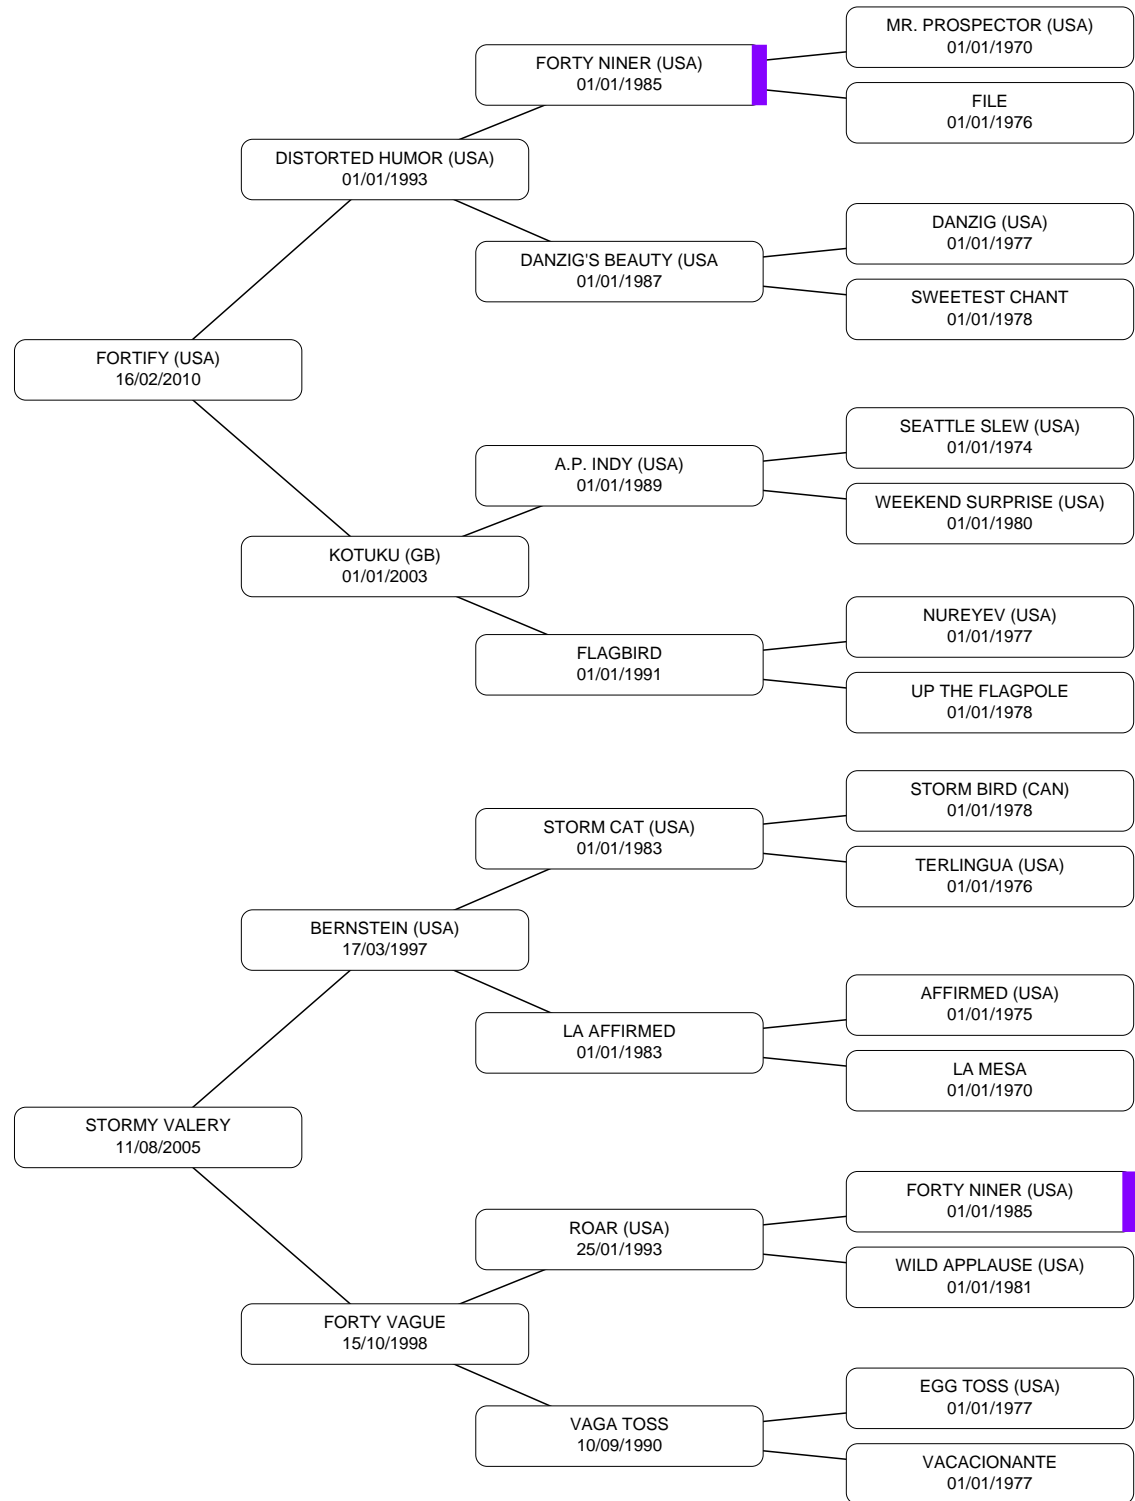 MR. PROSPECTOR (USA)
01/01/1970
FORTY NINER (USA)
01/01/1985
FILE
01/01/1976
DISTORTED HUMOR (USA)
01/01/1993
DANZIG (USA)
01/01/1977
DANZIG'S BEAUTY (USA
01/01/1987
SWEETEST CHANT
01/01/1978
FORTIFY (USA)
16/02/2010
SEATTLE SLEW (USA)
01/01/1974
A.P. INDY (USA)
01/01/1989
WEEKEND SURPRISE (USA)
01/01/1980
KOTUKU (GB)
01/01/2003
NUREYEV (USA)
01/01/1977
FLAGBIRD
01/01/1991
UP THE FLAGPOLE
01/01/1978
STORM BIRD (CAN)
01/01/1978
STORM CAT (USA)
01/01/1983
TERLINGUA (USA)
01/01/1976
BERNSTEIN (USA)
17/03/1997
AFFIRMED (USA)
01/01/1975
LA AFFIRMED
01/01/1983
LA MESA
01/01/1970
STORMY VALERY
11/08/2005
FORTY NINER (USA)
01/01/1985
ROAR (USA)
25/01/1993
WILD APPLAUSE (USA)
01/01/1981
FORTY VAGUE
15/10/1998
EGG TOSS (USA)
01/01/1977
VAGA TOSS
10/09/1990
VACACIONANTE
01/01/1977